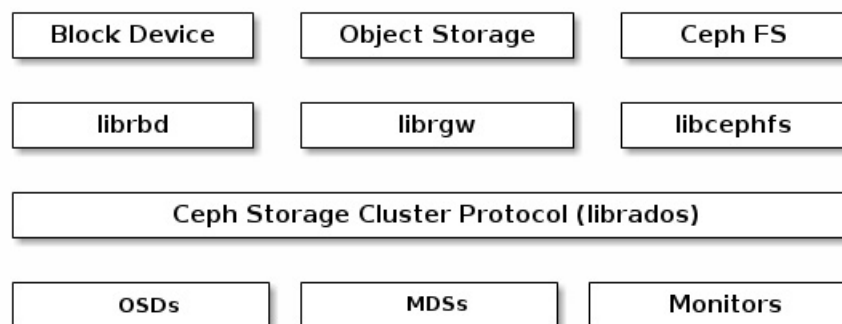 Block Device Object Storage Ceph FS
librbd librgw libcephfs
Ceph Storage Cluster Protocol (librados)
OSDs MDSs Monitors